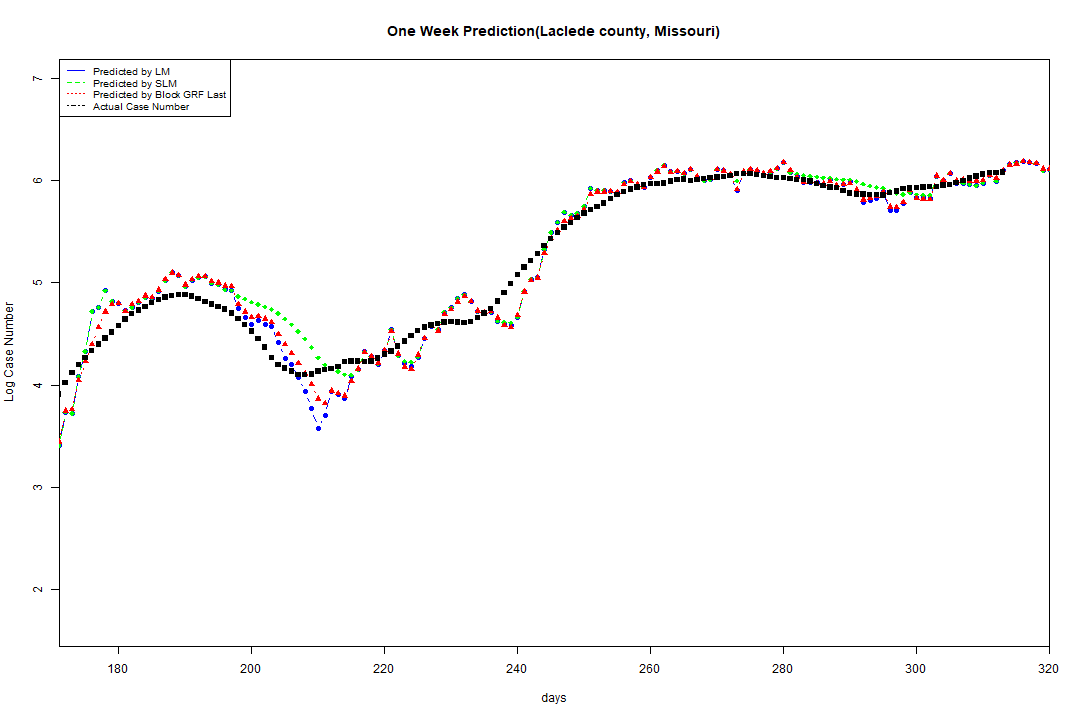 One Week Prediction(Laclede county, Missouri)
Predicted by LM
Predicted by SLM
Predicted by Block GRF Last
Actual Case Number
7
6
5
4
3
2
Log Case Number
180 200 220 240 260 280 300 320
days